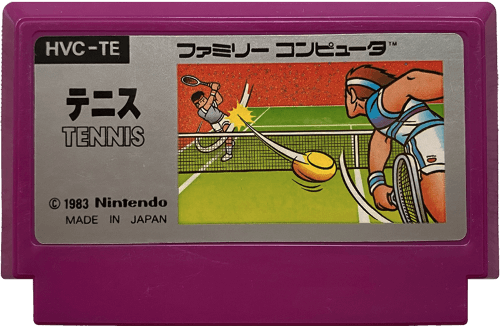 HVC-TE
ファミリー コンピュータ™
テニス
TENNIS
© 1983 Nintendo
MADE IN JAPAN